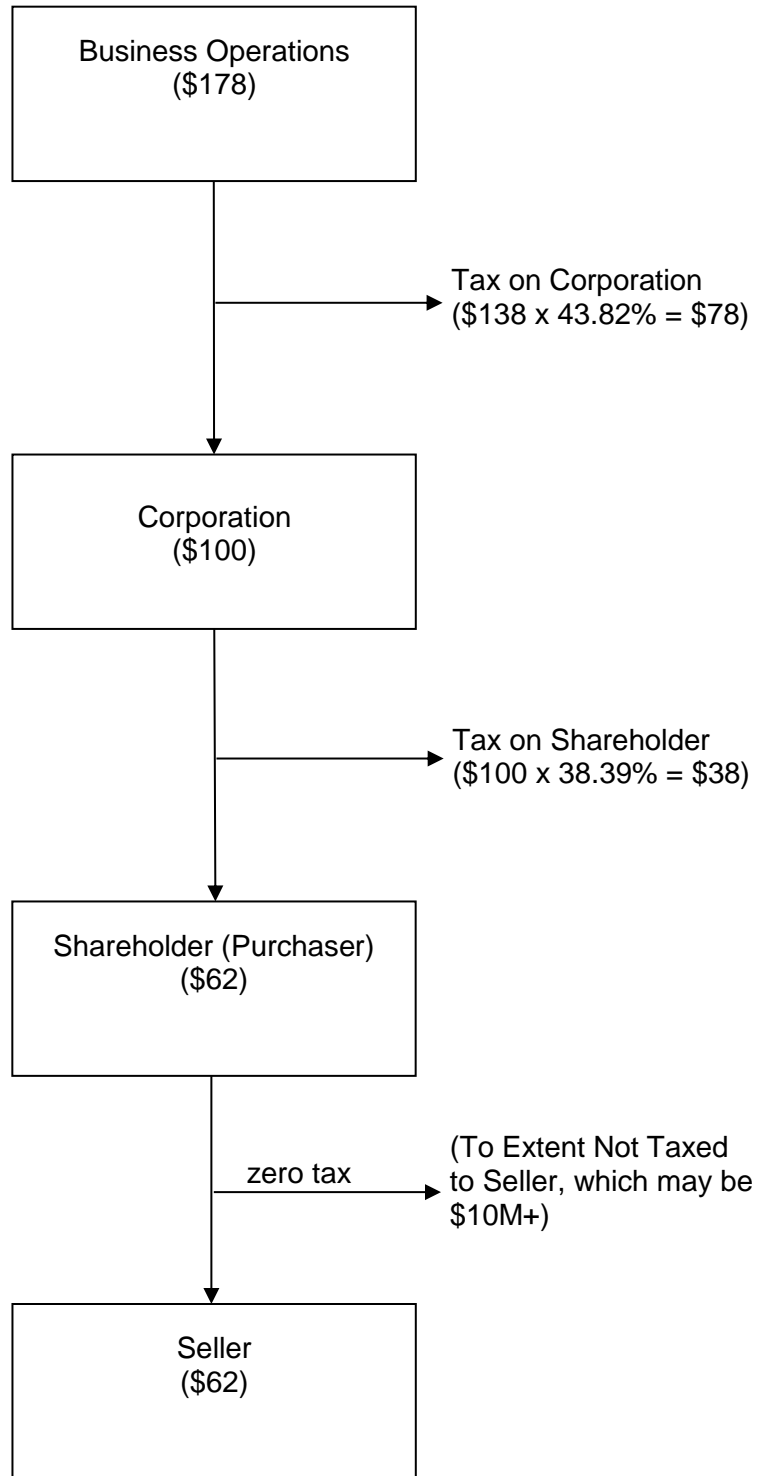 Business Operations
($178)
Tax on Corporation
($138 x 43.82% = $78)
Corporation
($100)
Tax on Shareholder
($100 x 38.39% = $38)
Shareholder (Purchaser)
($62)
zero tax
(To Extent Not Taxed
to Seller, which may be
$10M+)
Seller
($62)